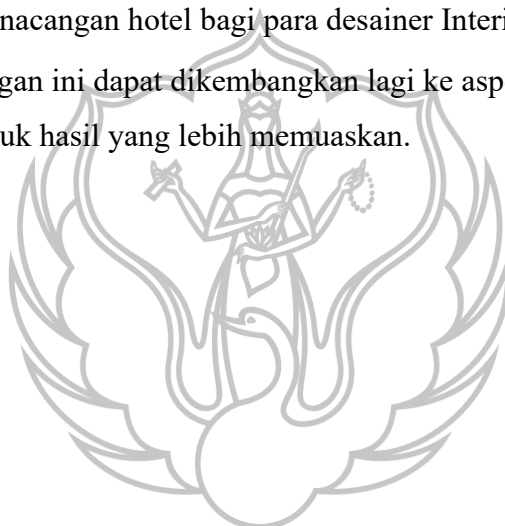 nacangan hotel bagi para desainer Interi
gan ini dapat dikembangkan lagi ke asp
uk hasil yang lebih memuaskan.